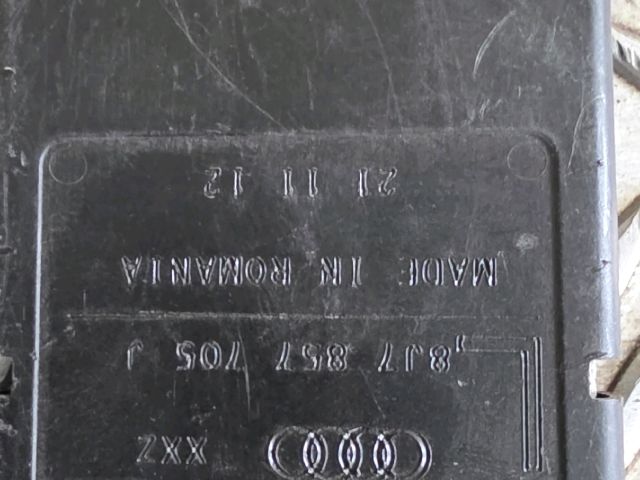 XXZ
8J7 857 705 J
MADE IN ROMANIA
21 11 12